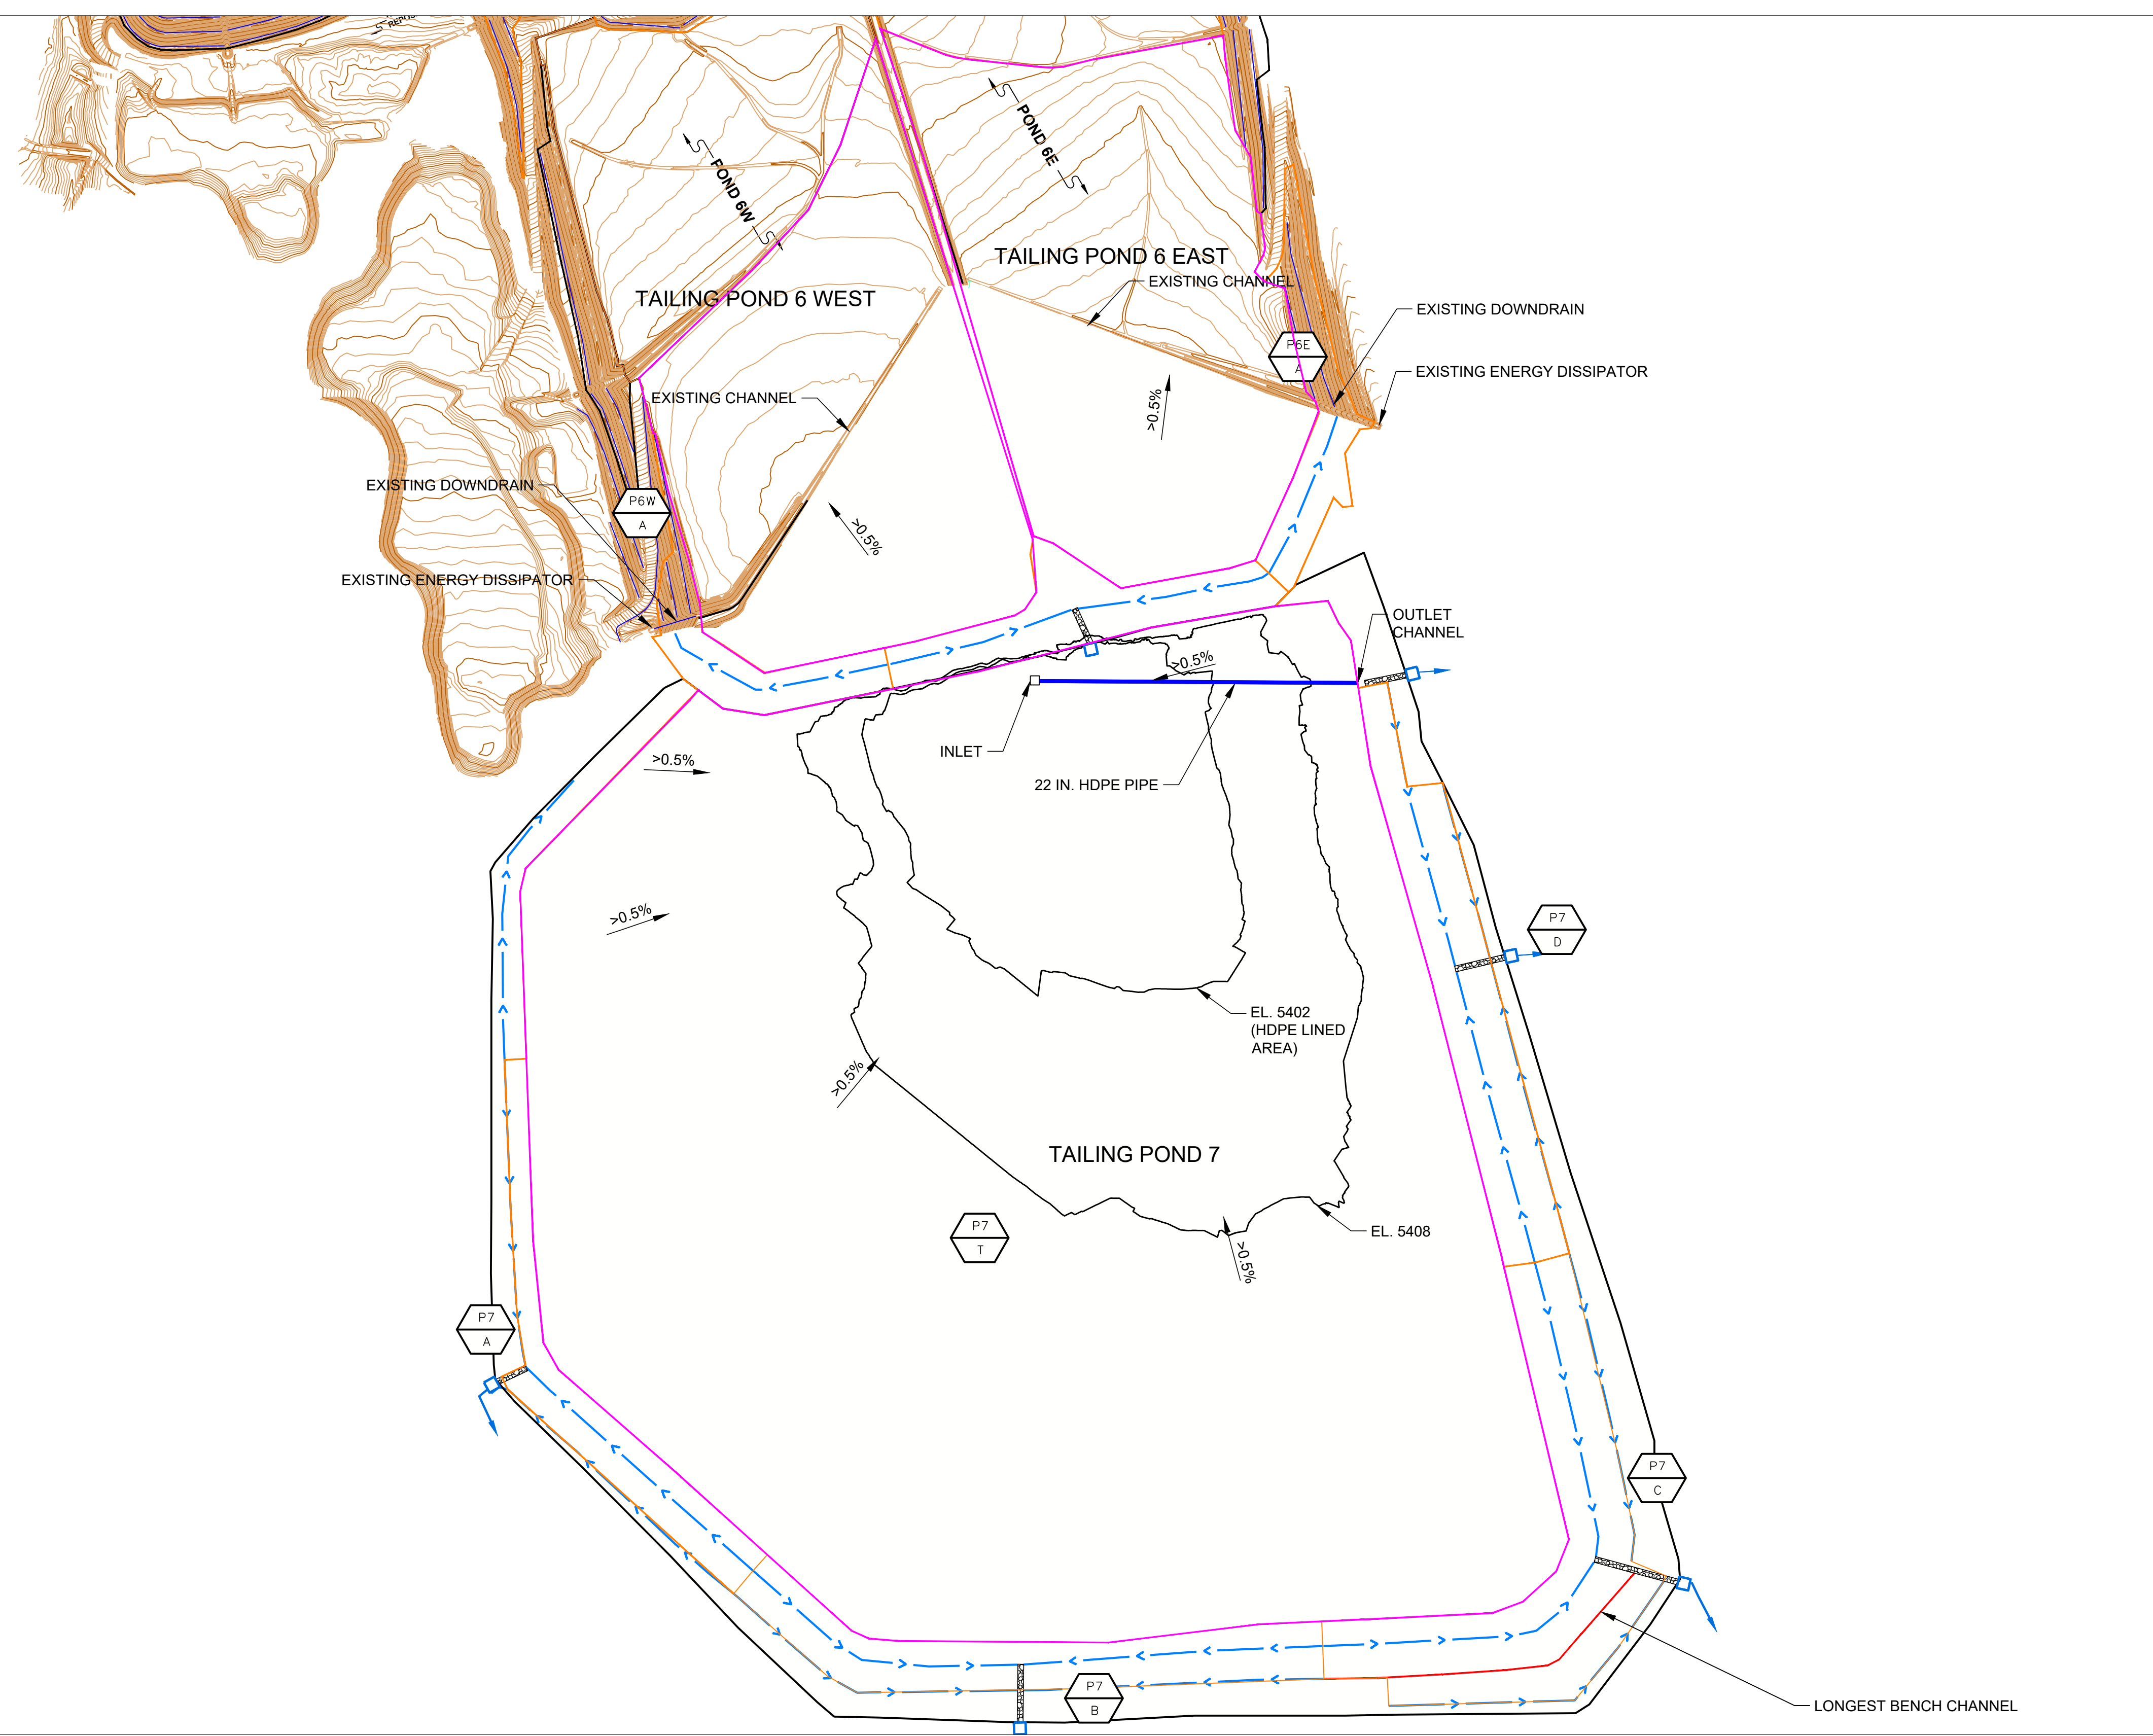 REPOS
POND 6W
POND 6E
TAILING POND 6 EAST
EXISTING CHANNEL
TAILING POND 6 WEST
EXISTING DOWNDRAIN
P6E
A
EXISTING ENERGY DISSIPATOR
EXISTING CHANNEL
>0.5%
EXISTING DOWNDRAIN
P6W
A
>0.5%
EXISTING ENERGY DISSIPATOR
OUTLET
CHANNEL
>0.5%
>0.5%
INLET
22 IN. HDPE PIPE
>0.5%
P7
D
EL. 5402
(HDPE LINED
AREA)
>0.5%
TAILING POND 7
P7
T
EL. 5408
>0.5%
P7
A
P7
C
P7
B
LONGEST BENCH CHANNEL